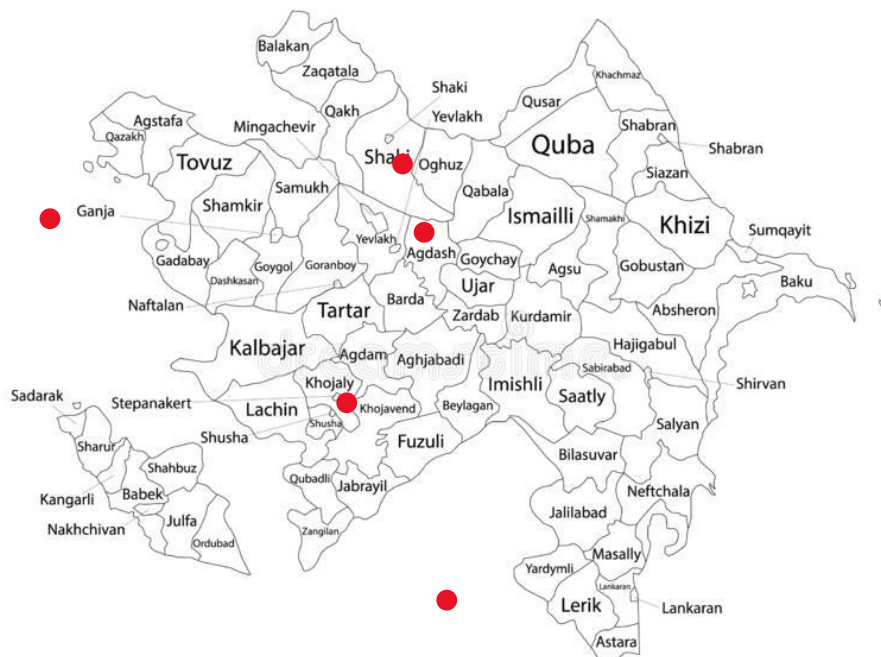 Balakan
Zaqatala
Khachmaz
Shaki
Qakh
Qusar
Yevlakh
Agstafa
Mingachevir
Shabran
Qazakh
Quba
Shabran
Tovuz
Shaki
Oghuz
Siazan
Samukh
Qabala
Shamkir
Ismailli
Ganja
Shamakhi
Khizi
Sumqayit
Yevlakh
Agdash
Gadabay
Goychay
Goygol
Goranboy
Agsu
Gobustan
Dashkasan
Ujar
Baku
Naftalan
Barda
Tartar
Zardab
Kurdamir
Absheron
Kalbajar
Agdam
Aghjabadi
Hajigabul
Sabirabad
Khojaly
Imishli
Shirvan
Sadarak
Stepanakert
Lachin
Khojavend
Beylagan
Saatly
Shusha
Salyan
Shusha
Fuzuli
Sharur
Bilasuvar
Shahbuz
Qubadli
Jabrayil
Kangarli
Babek
Neftchala
Nakhchivan
Julfa
Jalilabad
Zangilan
Ordubad
Masally
Yardymli
Lankaran
Lerik
Lankaran
Astara